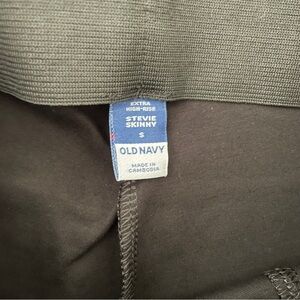 EXTRA
HIGH-RISE
STEVIE
SKINNY
S
OLD NAVY
MADE IN
CAMBODIA